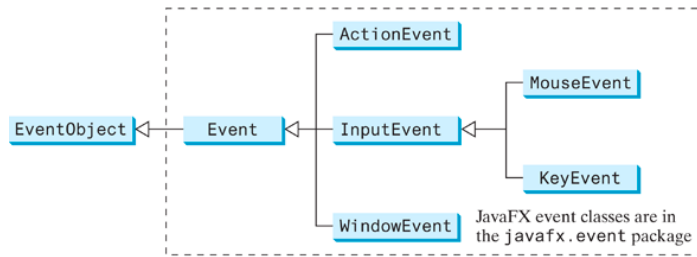 ActionEvent
MouseEvent
EventObject
Event
InputEvent
KeyEvent
WindowEvent
JavaFX event classes are in
the javafx.event package